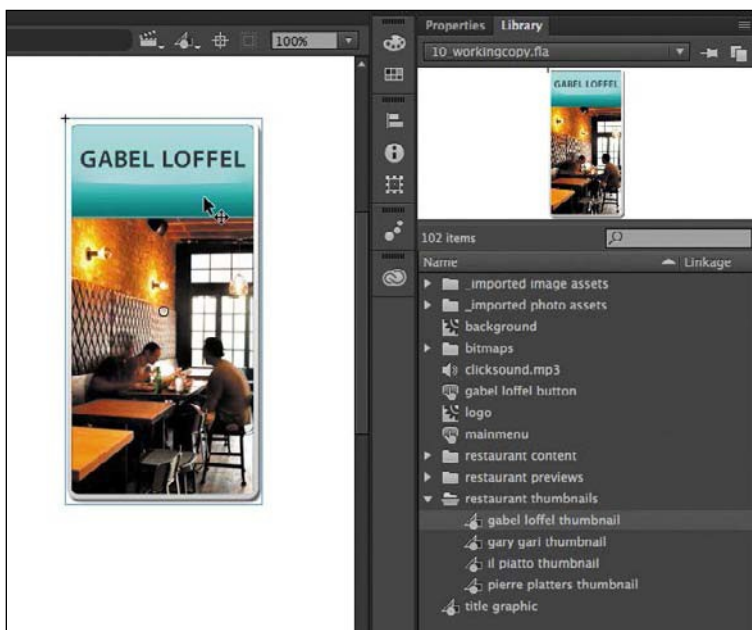 100%
GABEL LOFFEL
Properties Library
10_workingcopy.fla
GABEL LOFFEL
102 items
Name Linkage
_imported image assets
_imported photo assets
background
bitmaps
clicksound.mp3
gabel loffel button
logo
mainmenu
restaurant content
restaurant previews
restaurant thumbnails
gabel loffel thumbnail
gary gari thumbnail
il piatto thumbnail
pierre platters thumbnail
title graphic